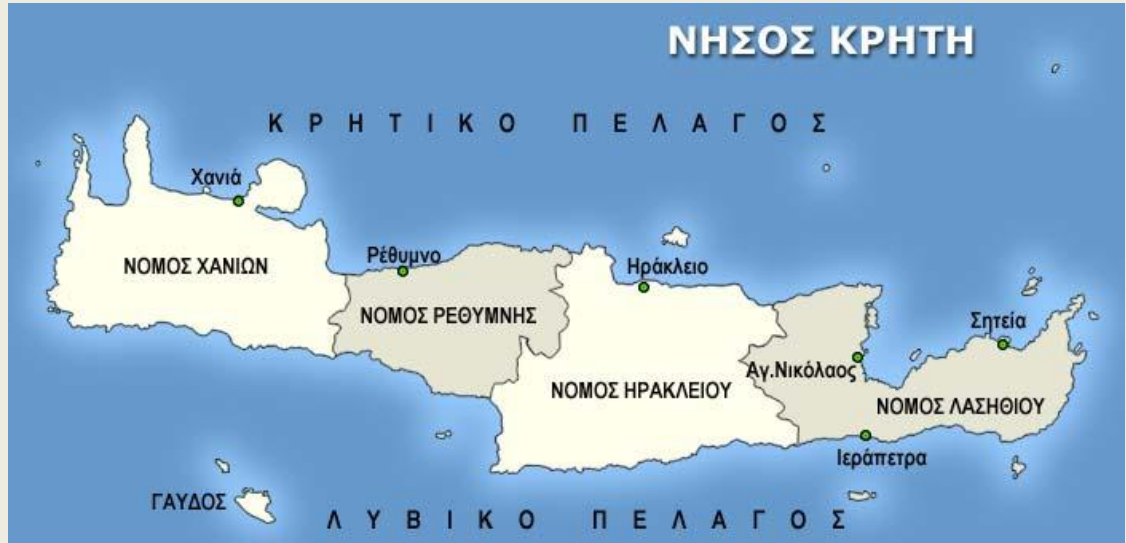 ΝΗΣΟΣ ΚΡΗΤΗ
ΚΡΗΤΙΚΟ ΠΕΛΑΓΟΣ
Χανιά
Ρέθυμνο
Ηράκλειο
ΝΟΜΟΣ ΧΑΝΙΩΝ
ΝΟΜΟΣ ΡΕΘΥΜΝΗΣ
Σητεία
Αγ.Νικόλαος
ΝΟΜΟΣ ΗΡΑΚΛΕΙΟΥ
ΝΟΜΟΣ ΛΑΣΗΘΙΟΥ
Ιεράπετρα
ΓΑΥΔΟΣ
ΛΥΒΙΚΟ ΠΕΛΑΓΟΣ